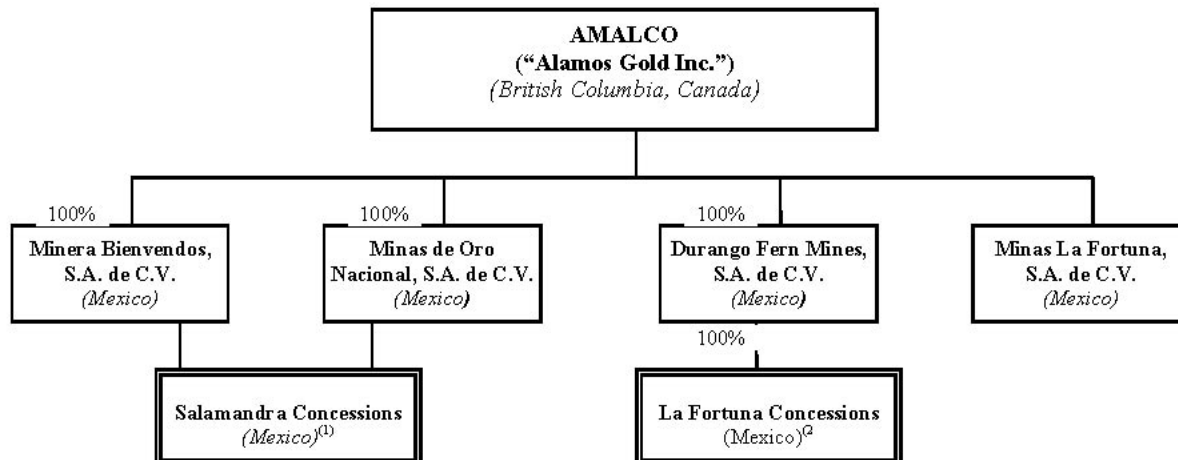 AMALCO
(“Alamos Gold Inc.”)
(British Columbia, Canada)
100%
Minera Bienvendos,
S.A. de C.V.
(Mexico)
100%
Minas de Oro
Nacional, S.A. de C.V.
(Mexico)
100%
Durango Fern Mines,
S.A. de C.V.
(Mexico)
Minas La Fortuna,
S.A. de C.V.
(Mexico)
100%
Salamandra Concessions
(Mexico)(1)
La Fortuna Concessions
(Mexico)(2